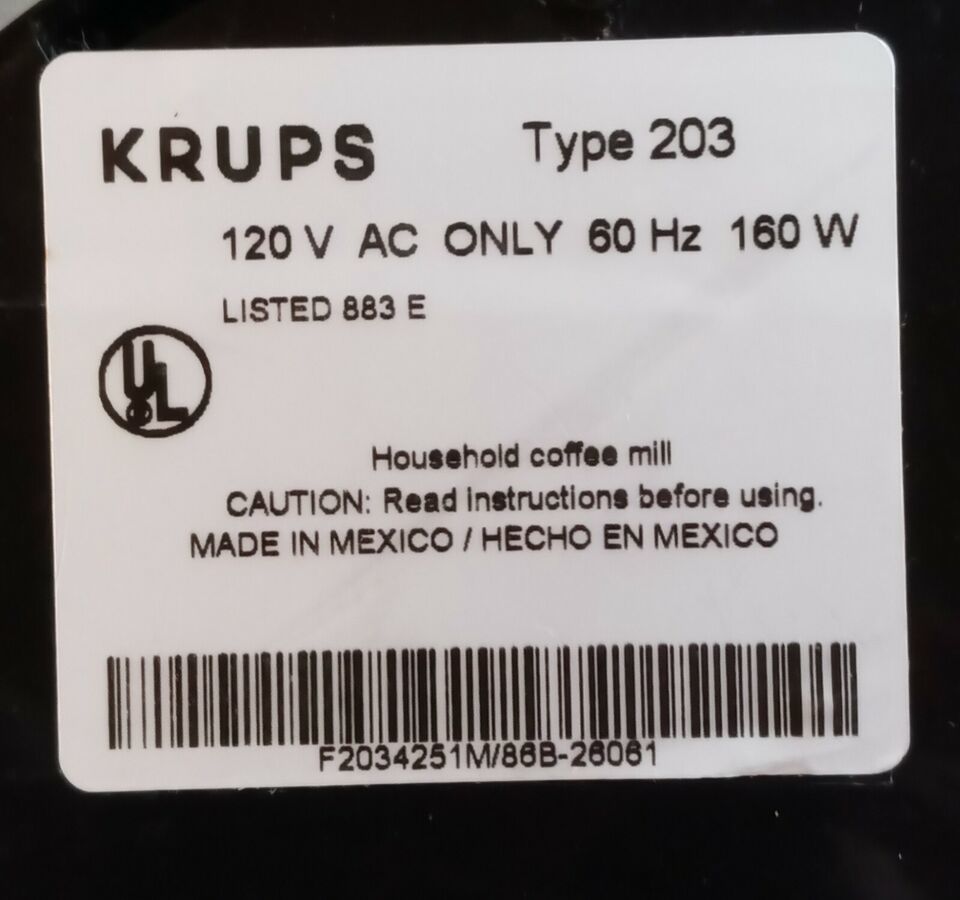 KRUPS Type 203
120 V AC ONLY 60 Hz 160 W
LISTED 883 E
UL
Household coffee mill
CAUTION: Read instructions before using.
MADE IN MEXICO / HECHO EN MEXICO
F2034251M/86B-26061